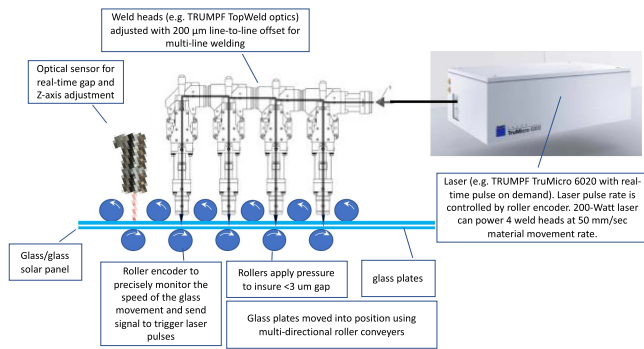 Weld heads (e.g. TRUMPF TopWeld optics)
adjusted with 200 µm line-to-line offset for
multi-line welding
Optical sensor for
real-time gap and
Z-axis adjustment
TruMicro 6000
Laser (e.g. TRUMPF TruMicro 6020 with real-
time pulse on demand). Laser pulse rate is
controlled by roller encoder. 200-Watt laser
can power 4 weld heads at 50 mm/sec
material movement rate.
Glass/glass
solar panel
Roller encoder to
precisely monitor the
speed of the glass
movement and send
signal to trigger laser
pulses
Rollers apply pressure
to insure <3 um gap
glass plates
Glass plates moved into position using
multi-directional roller conveyers